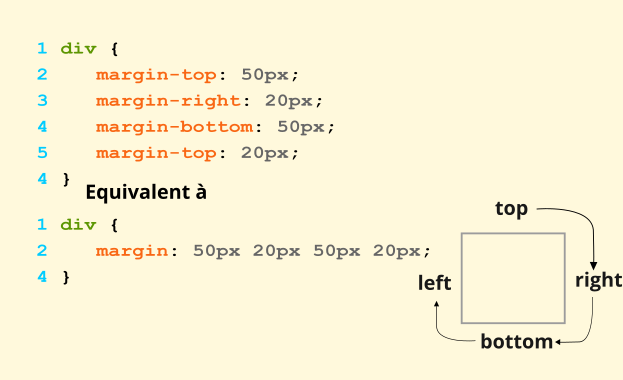 1 div {
2 margin-top: 50px;
3 margin-right: 20px;
4 margin-bottom: 50px;
5 margin-top: 20px;
4 }
Equivalent à
1 div {
2 margin: 50px 20px 50px 20px;
4 }
top
left
right
bottom